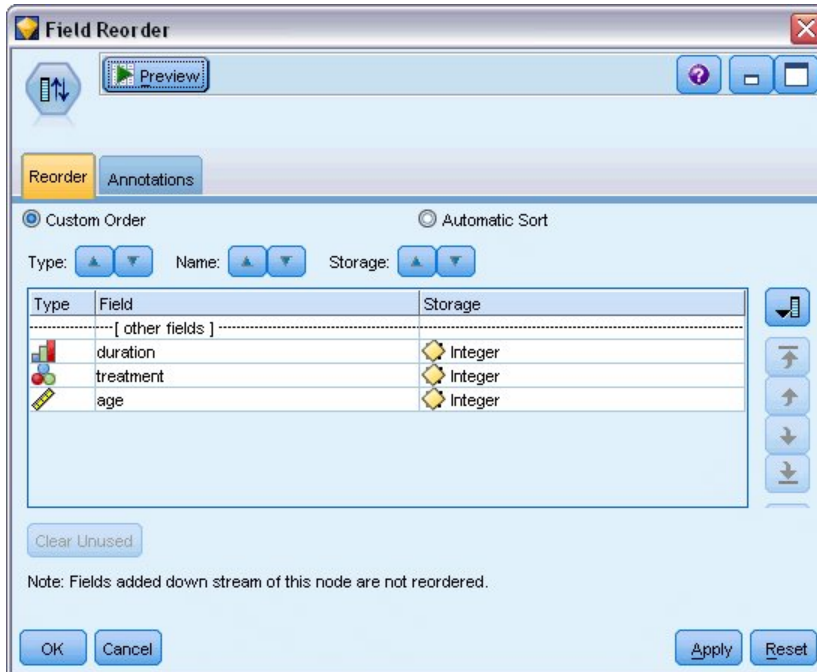 Field Reorder
Preview
Reorder Annotations
Custom Order Automatic Sort
Type: Name: Storage:
Type Field Storage
[ other fields ]
duration Integer
treatment Integer
age Integer
Clear Unused
Note: Fields added down stream of this node are not reordered.
OK Cancel Apply Reset